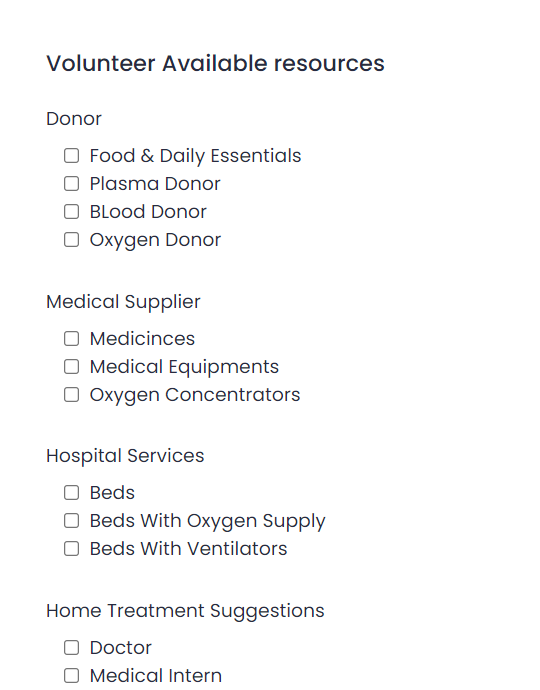 Volunteer Available resources
Donor
Food & Daily Essentials
Plasma Donor
BLood Donor
Oxygen Donor
Medical Supplier
Medicinces
Medical Equipments
Oxygen Concentrators
Hospital Services
Beds
Beds With Oxygen Supply
Beds With Ventilators
Home Treatment Suggestions
Doctor
Medical Intern